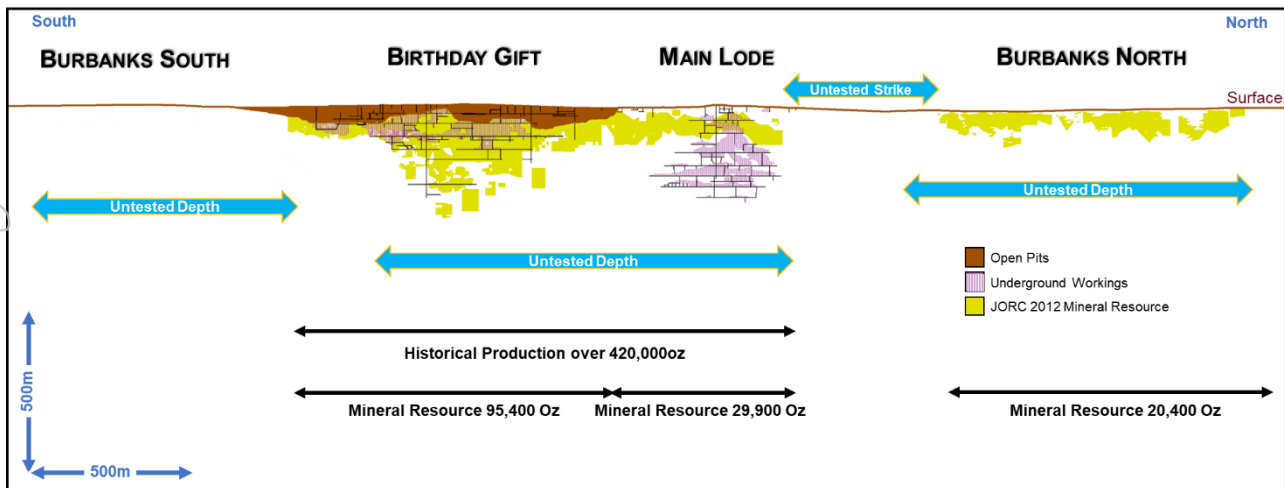 South
North
BURBANKS SOUTH
BIRTHDAY GIFT
MAIN LODE
BURBANKS NORTH
Untested Strike
Surface
Untested Depth
Untested Depth
Untested Depth
Open Pits
Underground Workings
JORC 2012 Mineral Resource
Historical Production over 420,000oz
Mineral Resource 95,400 Oz
Mineral Resource 29,900 Oz
Mineral Resource 20,400 Oz
500m
500m